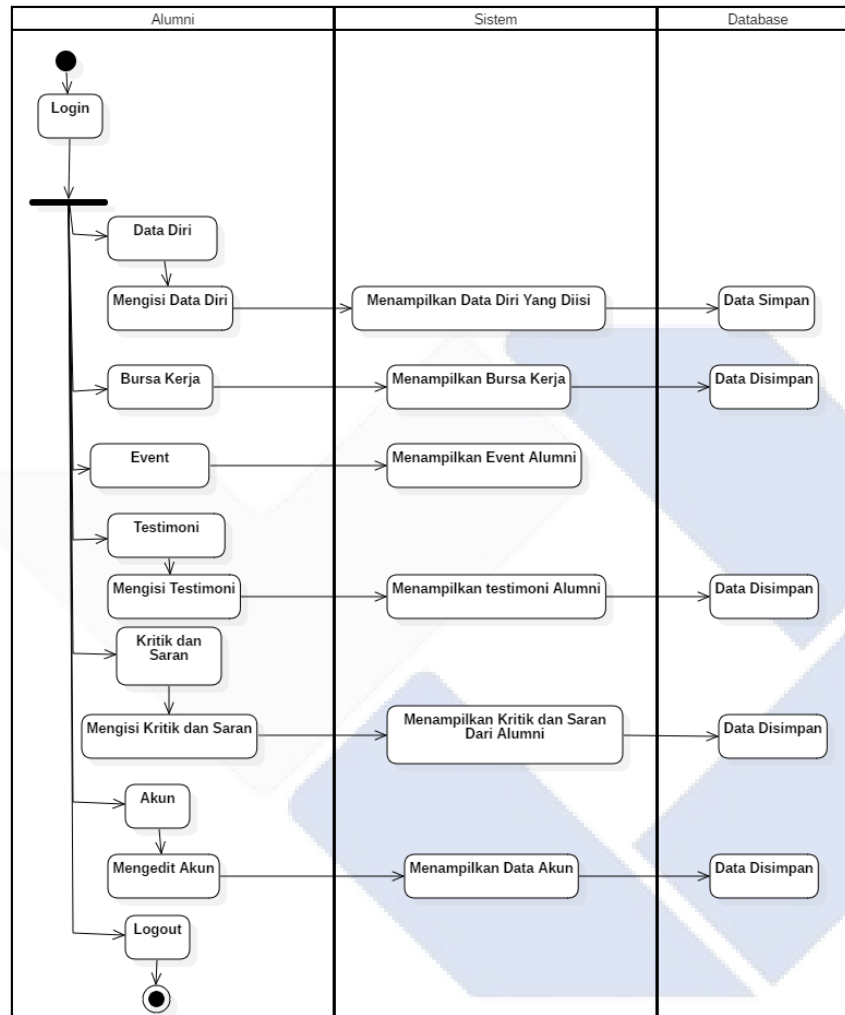 Alumni
Sistem
Database
Login
Data Diri
Mengisi Data Diri
Menampilkan Data Diri Yang Diisi
Data Simpan
Bursa Kerja
Menampilkan Bursa Kerja
Data Disimpan
Event
Menampilkan Event Alumni
Testimoni
Mengisi Testimoni
Menampilkan testimoni Alumni
Data Disimpan
Kritik dan
Saran
Mengisi Kritik dan Saran
Menampilkan Kritik dan Saran
Dari Alumni
Data Disimpan
Akun
Mengedit Akun
Menampilkan Data Akun
Data Disimpan
Logout